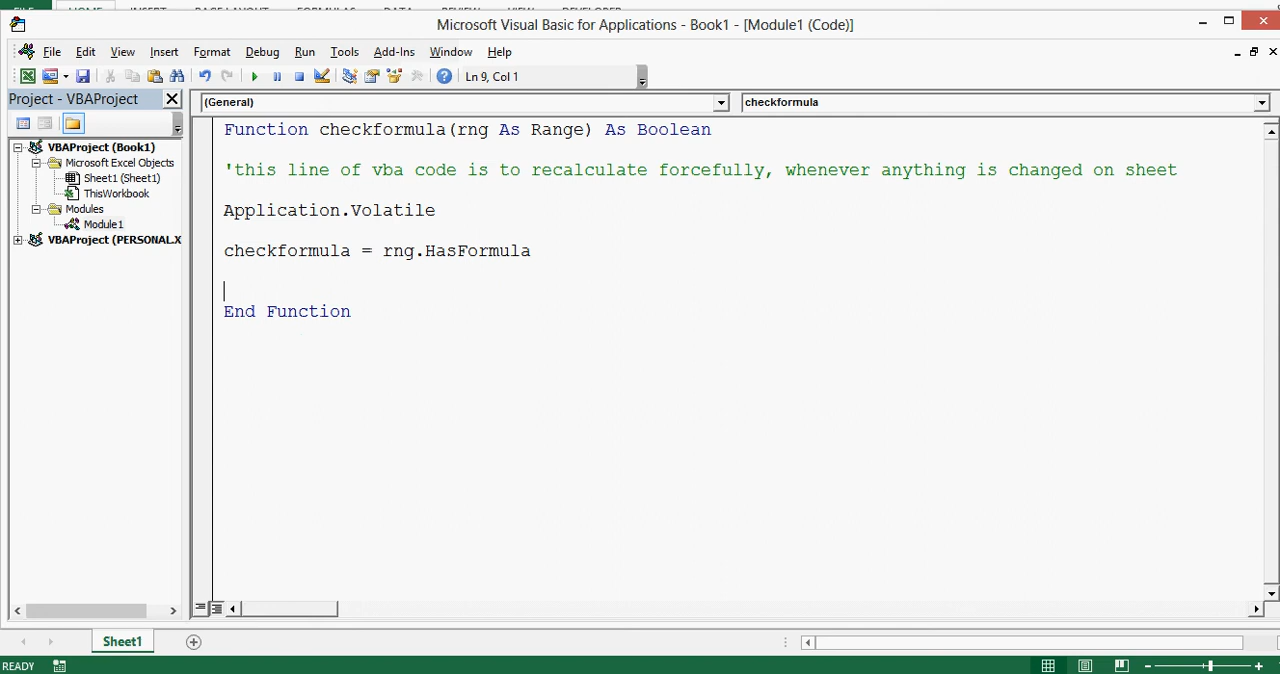 Microsoft Visual Basic for Applications - Book1 - [Module1 (Code)]
File Edit View Insert Format Debug Run Tools Add-Ins Window Help
Ln 9, Col 1
Project - VBAProject
(General) checkformula
VBAProject (Book1)
Microsoft Excel Objects
Sheet1 (Sheet1)
ThisWorkbook
Modules
Module1
VBAProject (PERSONAL.X
Function checkformula(rng As Range) As Boolean
'this line of vba code is to recalculate forcefully, whenever anything is changed on sheet
Application.Volatile
checkformula = rng.HasFormula
End Function
Sheet1
READY